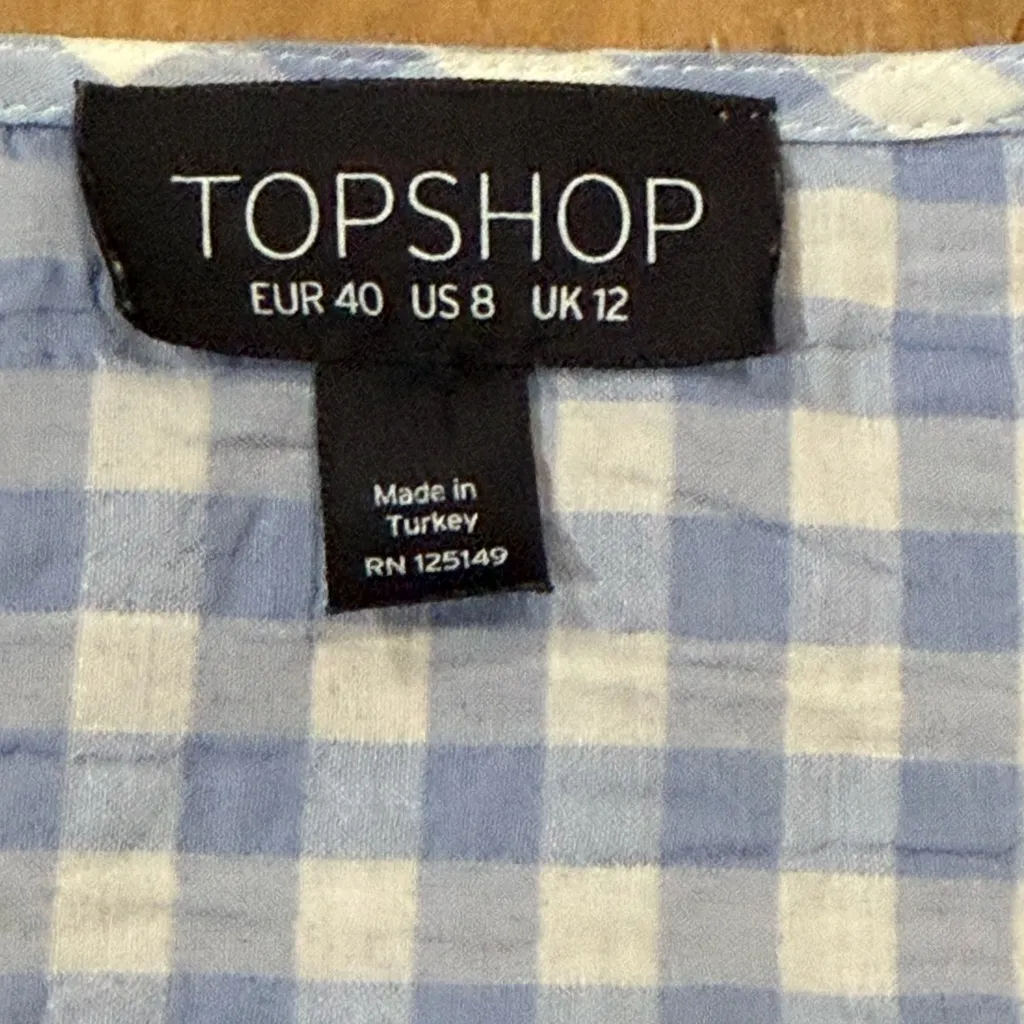 TOPSHOP
EUR 40 US 8 UK 12
Made in
Turkey
RN 125149